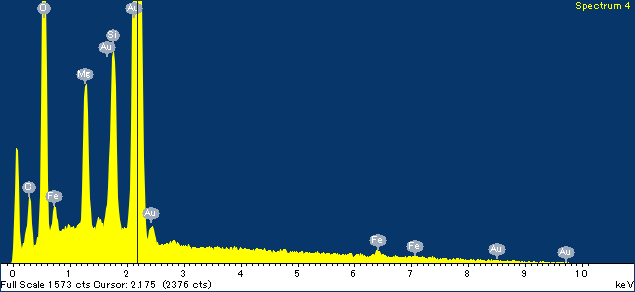 Spectrum 4
O
Au
Si
Au
Mg
O
Fe
Au
Fe
Fe
Au
Au
0 1 2 3 4 5 6 7 8 9 10
Full Scale 1573 cts Cursor: 2.175 (2376 cts)
keV